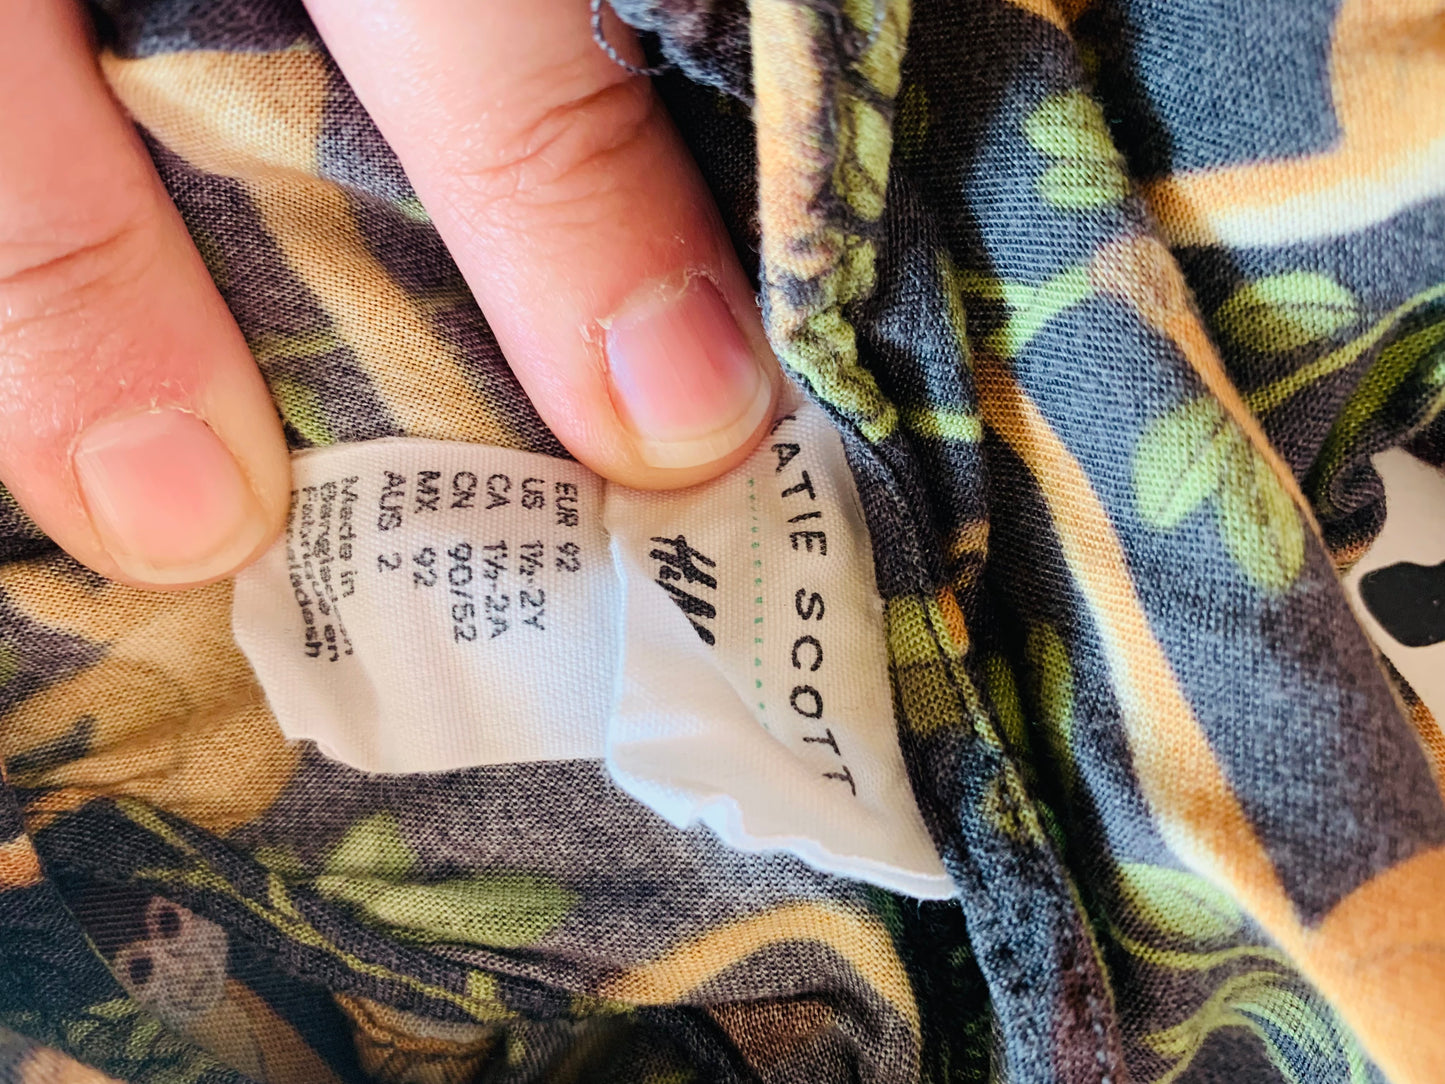 ATIE SCOTT
H&M
EUR 92
US 1½-2Y
CA 1½-2A
CN 90/52
MX 92
AUS 2
Made in
Bangladesh